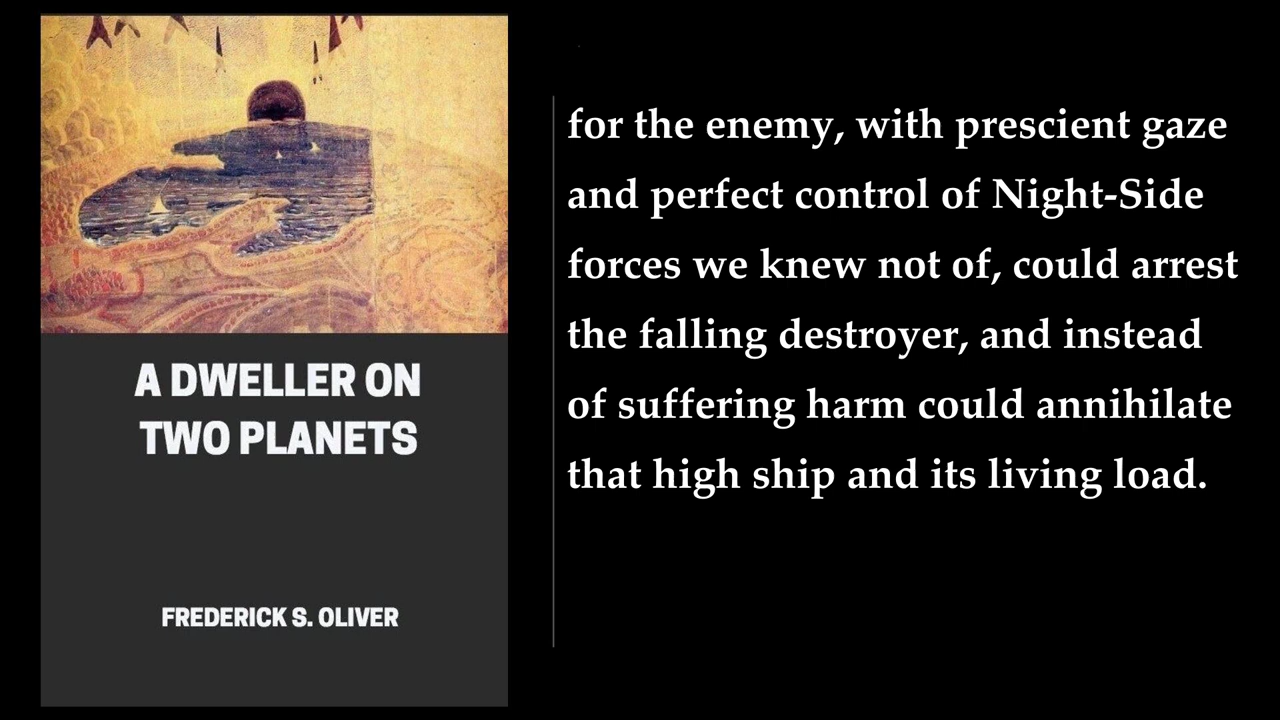 A DWELLER ON
TWO PLANETS
FREDERICK S. OLIVER
for the enemy, with prescient gaze
and perfect control of Night-Side
forces we knew not of, could arrest
the falling destroyer, and instead
of suffering harm could annihilate
that high ship and its living load.